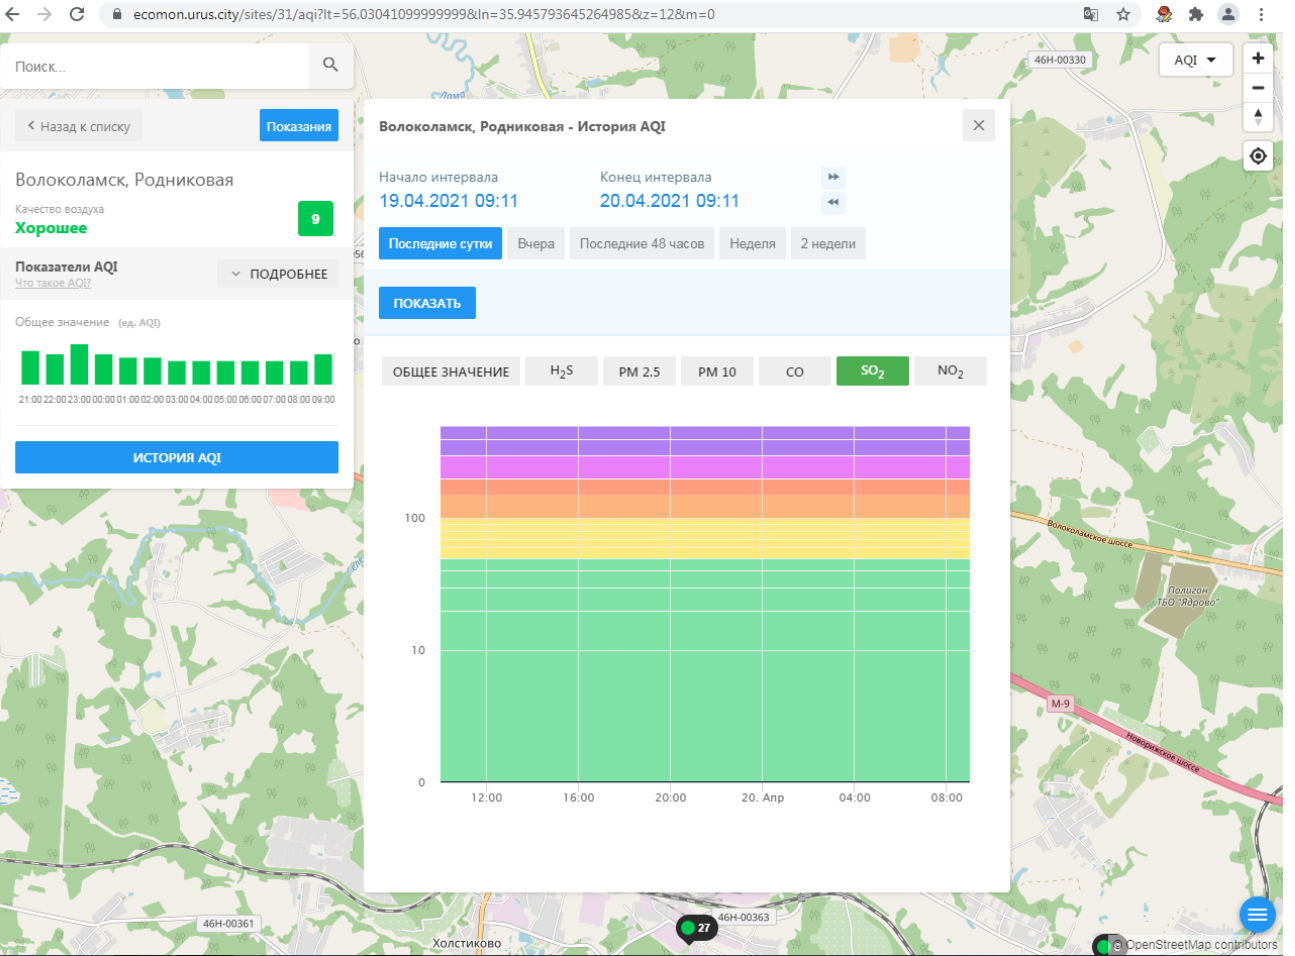 ecomon.urus.city/sites/31/aqi?lt=56.03041099999999&ln=35.945793645264985&z=12&m=0
Поиск...
46Н-00330
AQI
Лама
Назад к списку
Показания
Волоколамск, Родниковая
Качество воздуха
Хорошее
9
Показатели AQI
Что такое AQI?
ПОДРОБНЕЕ
Общее значение (ед. AQI)
21:00 22:00 23:00 00:00 01:00 02:00 03:00 04:00 05:00 06:00 07:00 08:00 09:00
ИСТОРИЯ AQI
Волоколамск, Родниковая - История AQI
Начало интервала
19.04.2021 09:11
Конец интервала
20.04.2021 09:11
Последние сутки
Вчера
Последние 48 часов
Неделя
2 недели
ПОКАЗАТЬ
ОБЩЕЕ ЗНАЧЕНИЕ
H2S
PM 2.5
PM 10
CO
SO2
NO2
100
10
0
12:00 16:00 20:00 20. Апр 04:00 08:00
Волоколамское шоссе
Полигон
ТБО "Ядрово"
М-9
Новорижское шоссе
46Н-00361
Холстиково
27
46Н-00363
© OpenStreetMap contributors